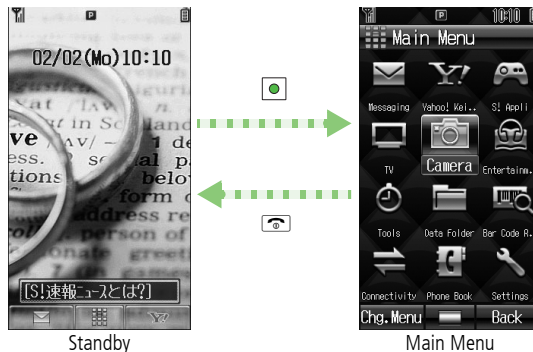 02/02(Mo)10:10
[S!速報ニュースとは?]
Standby
10:10
Main Menu
Messaging Yahoo! Kei.. S! Appli
TV Camera Entertainm.
Tools Data Folder Bar Code R.
Connectivity Phone Book Settings
Chg.Menu Back
Main Menu